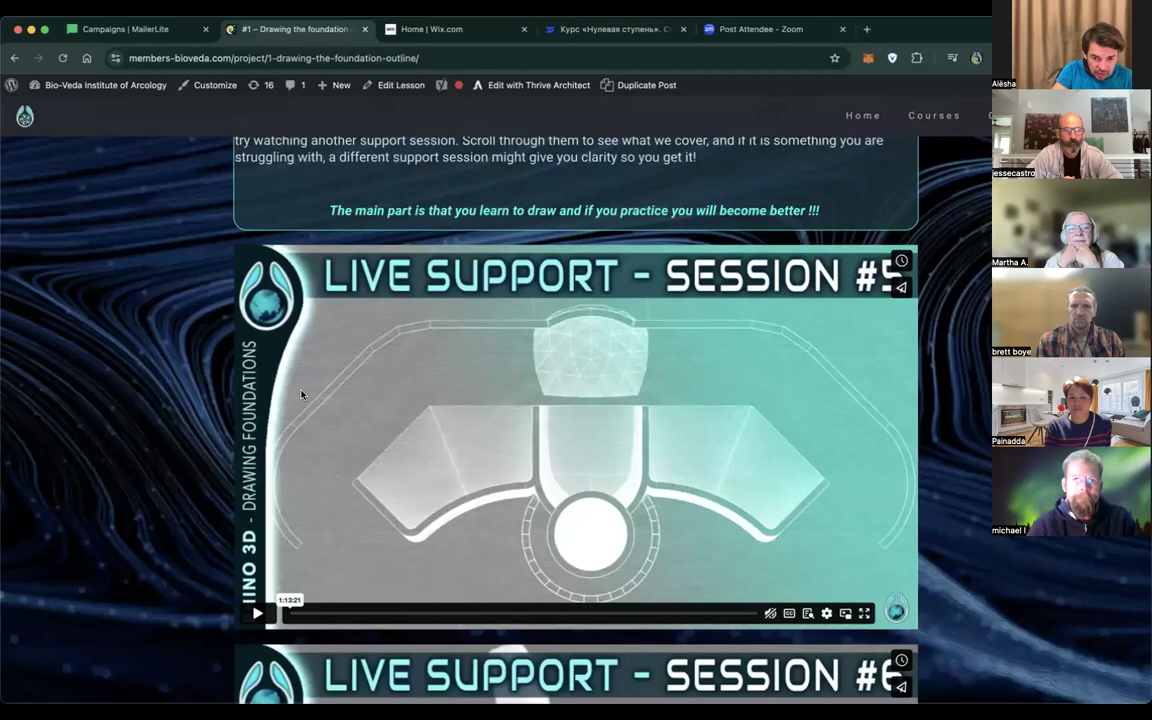 Campaigns | MailerLite
#1 – Drawing the foundation
Home | Wix.com
Курс «Нулевая ступень». С
Post Attendee - Zoom
members-bioveda.com/project/1-drawing-the-foundation-outline/
Bio-Veda Institute of Arcology
Customize
16
1
New
Edit Lesson
Edit with Thrive Architect
Duplicate Post
Home
Courses
try watching another support session. Scroll through them to see what we cover, and if it is something you are
struggling with, a different support session might give you clarity so you get it!
The main part is that you learn to draw and if you practice you will become better !!!
LIVE SUPPORT - SESSION #5
INO 3D - DRAWING FOUNDATIONS
1:13:21
LIVE SUPPORT - SESSION #6
Alësha
jessecastro
Martha A.
brett boye
Painadda
michael l